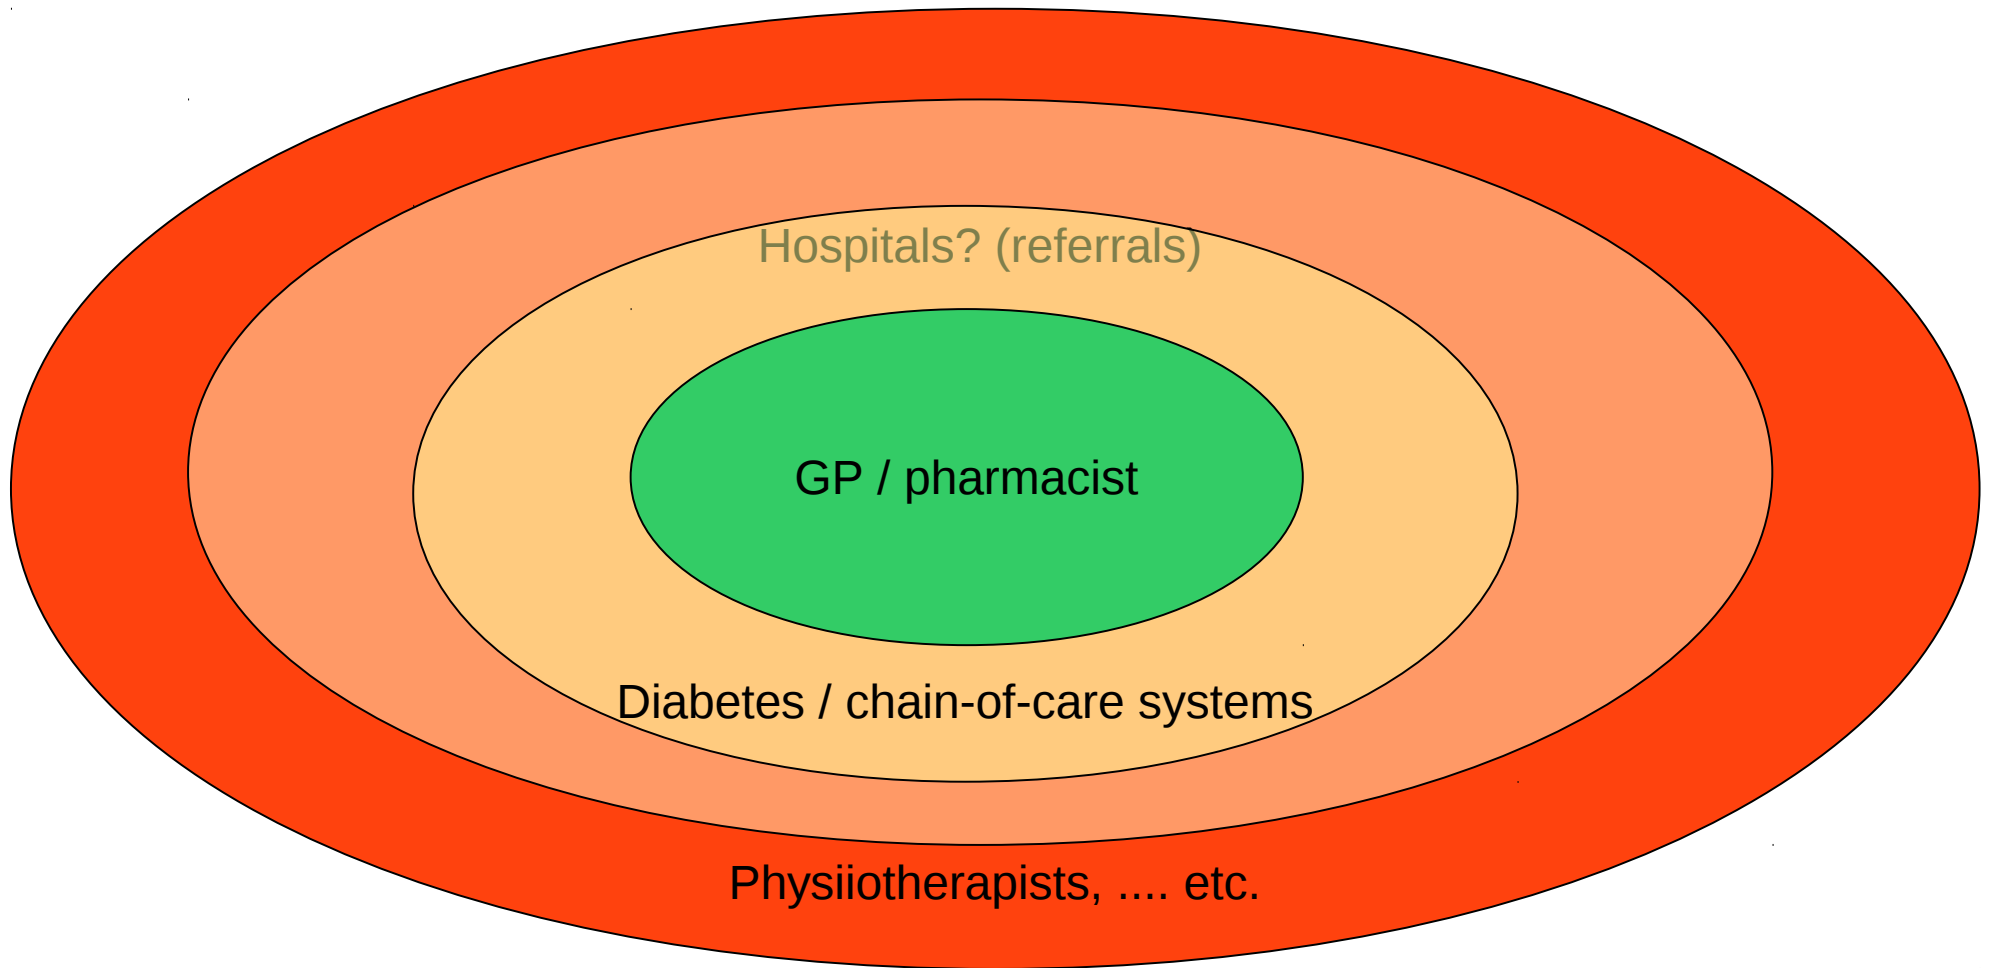 Hospitals? (referrals)
GP / pharmacist
Diabetes / chain-of-care systems
Physiiotherapists, .... etc.